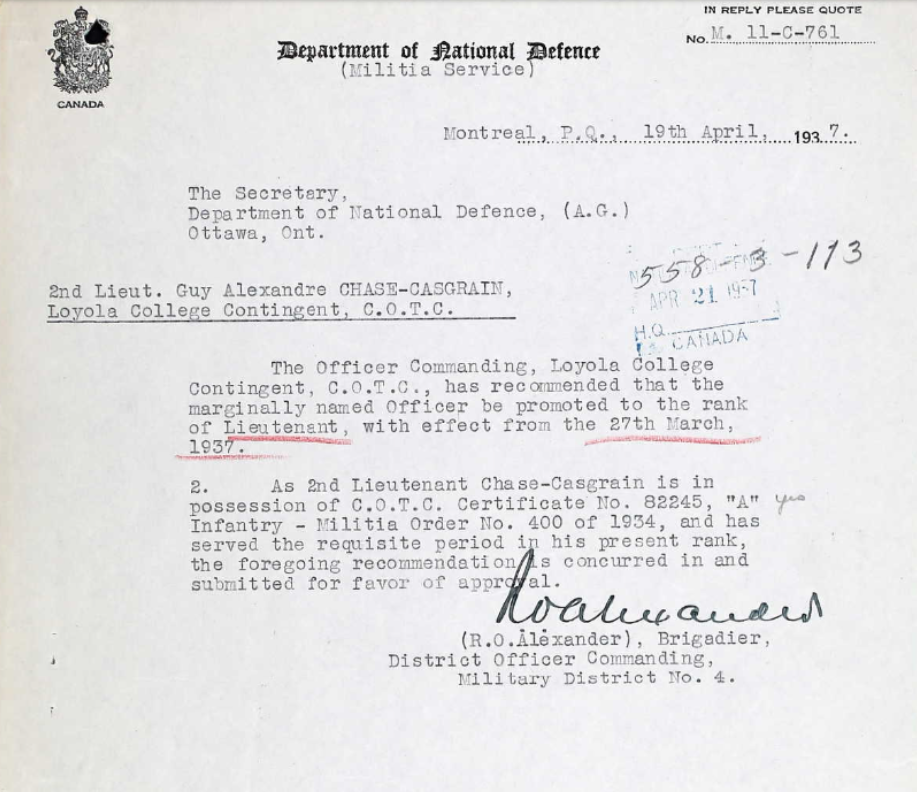 IN REPLY PLEASE QUOTE
No. M. 11-C-761
CANADA
Department of National Defence
(Militia Service)
Montreal, P.Q., 19th April, 1937.
The Secretary,
Department of National Defence, (A.G.)
Ottawa, Ont.
558-3-113
APR 21 1937
H.Q.
CANADA
2nd Lieut. Guy Alexandre CHASE-CASGRAIN,
Loyola College Contingent, C.O.T.C.
The Officer Commanding, Loyola College
Contingent, C.O.T.C., has recommended that the
marginally named Officer be promoted to the rank
of Lieutenant, with effect from the 27th March,
1937.
2. As 2nd Lieutenant Chase-Casgrain is in
possession of C.O.T.C. Certificate No. 82245, "A" yes
Infantry - Militia Order No. 400 of 1934, and has
served the requisite period in his present rank,
the foregoing recommendation is concurred in and
submitted for favor of approval.
ROAlexander
(R.O.Alexander), Brigadier,
District Officer Commanding,
Military District No. 4.